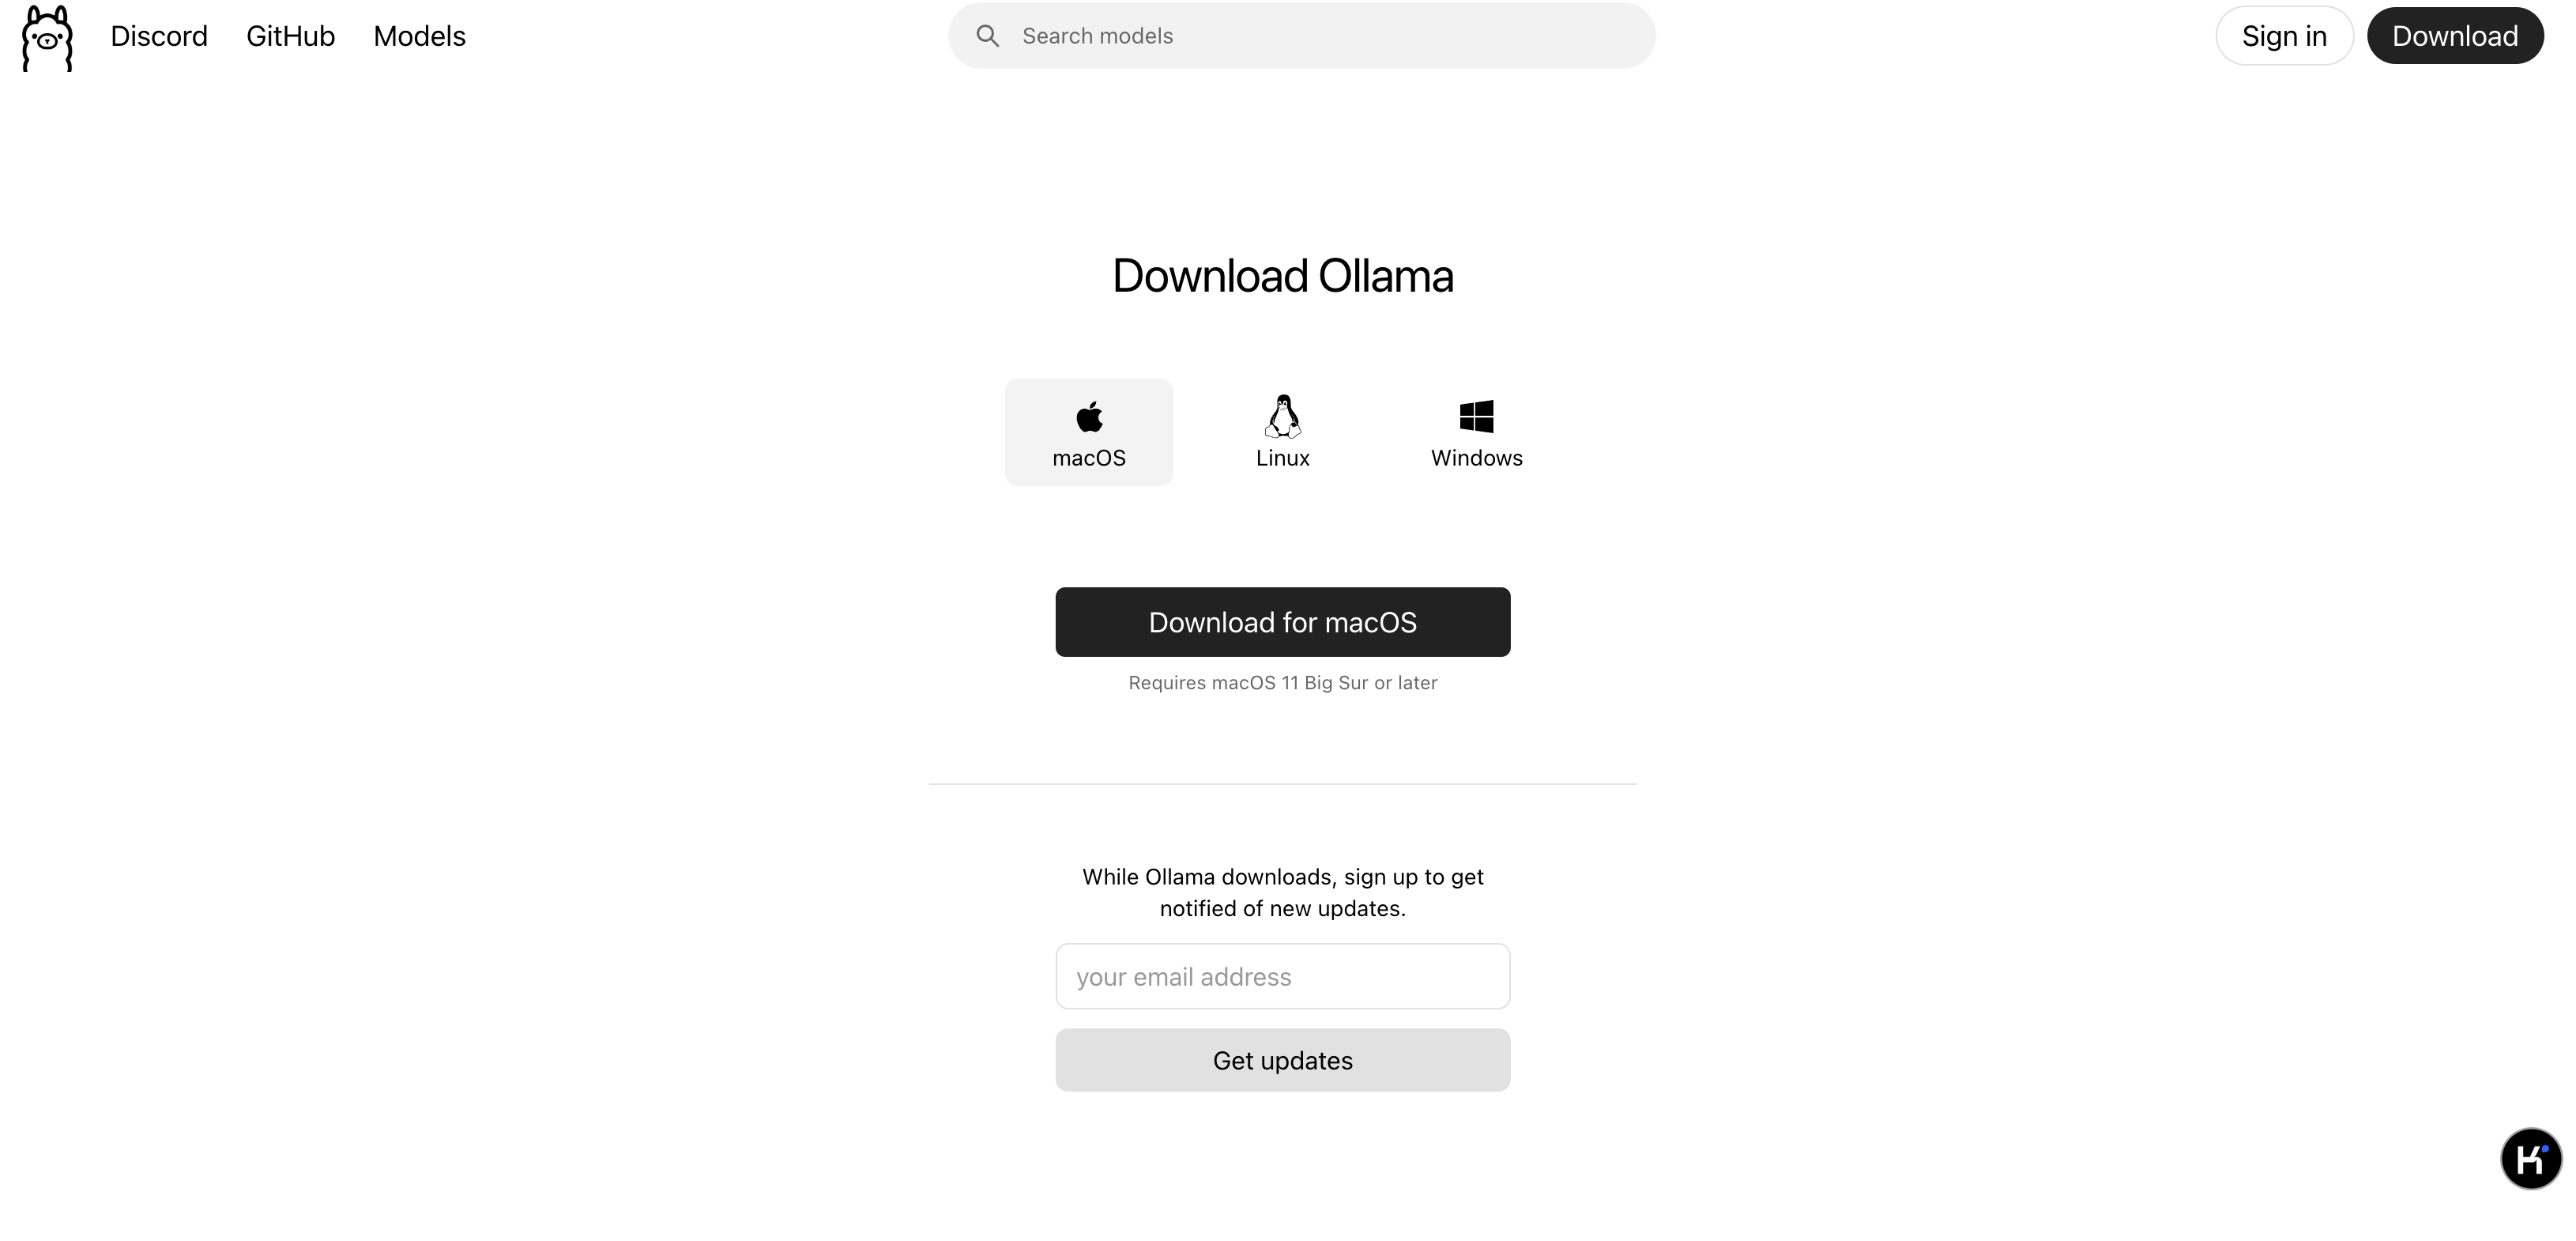 Discord
GitHub
Models
Search models
Sign in
Download
Download Ollama
macOS
Linux
Windows
Download for macOS
Requires macOS 11 Big Sur or later
While Ollama downloads, sign up to get
notified of new updates.
your email address
Get updates
K